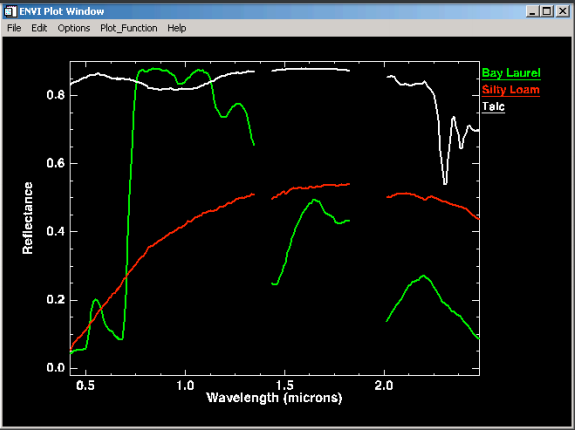 ENVI Plot Window
File Edit Options Plot_Function Help
Bay Laurel
Silty Loam
Talc
0.8
0.6
0.4
0.2
0.0
Reflectance
0.5 1.0 1.5 2.0
Wavelength (microns)